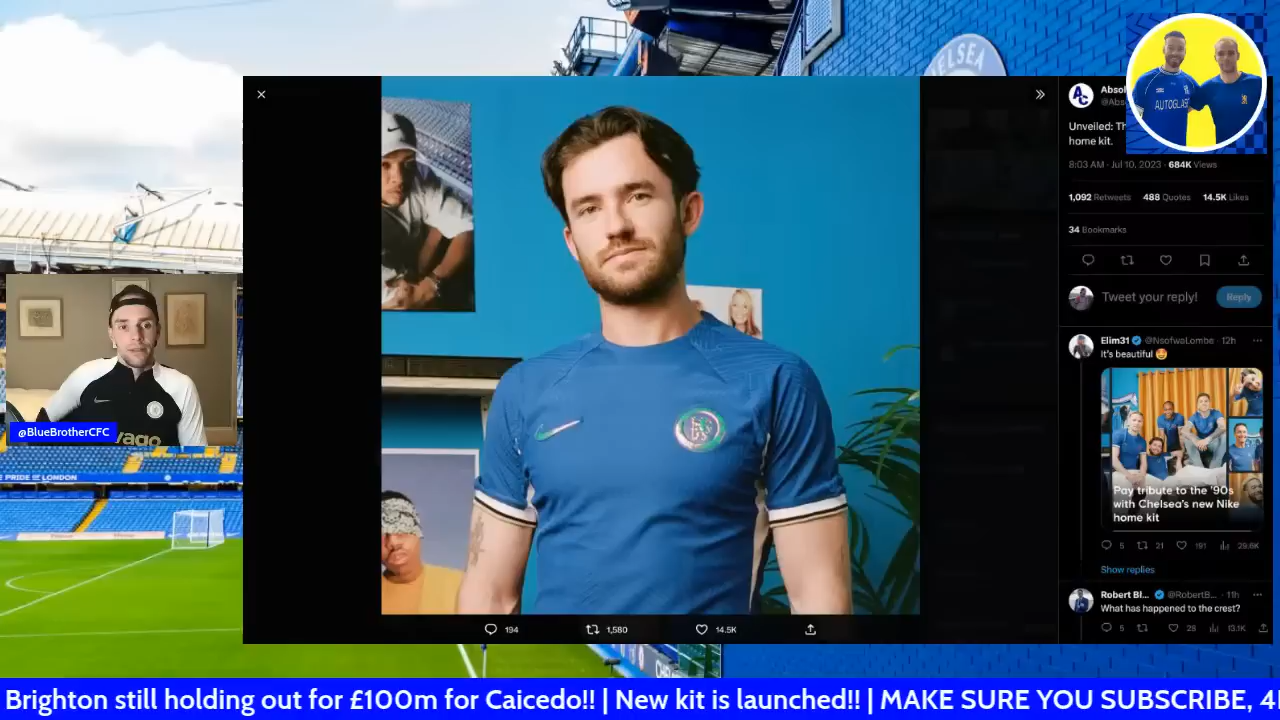 CHELSEA
AUTOGLASS
Absol
@Abs
Unveiled: Th
home kit.
8:03 AM · Jul 10, 2023 · 684K Views
1,092 Retweets 488 Quotes 14.5K Likes
34 Bookmarks
Tweet your reply!
Reply
Elim31 @NsofwaLombe · 12h
It's beautiful 🤩
Pay tribute to the '90s
with Chelsea's new Nike
home kit
5 21 191 29.6K
Show replies
Robert Bl... @RobertB... · 11h
What has happened to the crest?
5 28 13.1K
194 1,580 14.5K
@BlueBrotherCFC
PRIDE OF LONDON
Brighton still holding out for £100m for Caicedo!! | New kit is launched!! | MAKE SURE YOU SUBSCRIBE, 4